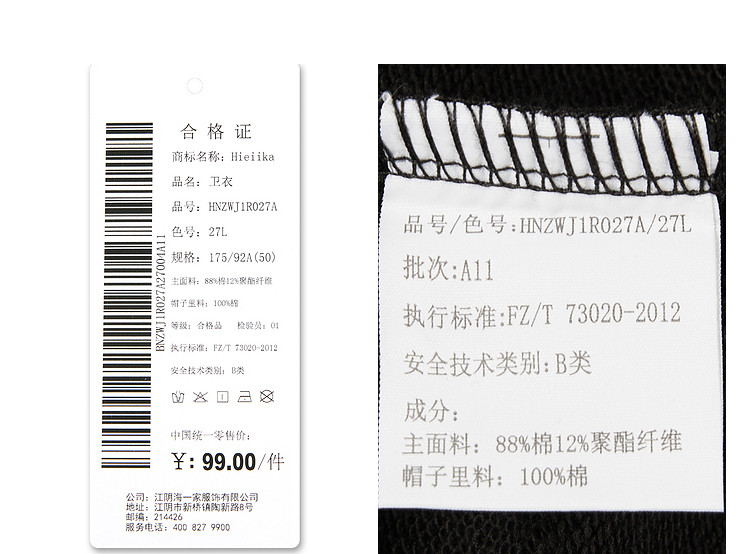 合格证
商标名称：Hieiika
品名：卫衣
品号：HNZWJ1R027A
色号：27L
规格：175/92A(50)
主面料：88%棉12%聚酯纤维
帽子里料：100%棉
等级：合格品 检验员：01
执行标准：FZ/T 73020-2012
安全技术类别：B类
中国统一零售价：
¥：99.00/件
公司：江阴海一家服饰有限公司
地址：江阴市新桥镇陶新路8号
邮编：214426
服务电话：400 827 9900
BNZWJ1R027A27004A11
品号/色号:HNZWJ1R027A/27L
批次:A11
执行标准:FZ/T 73020-2012
安全技术类别:B类
成分：
主面料：88%棉12%聚酯纤维
帽子里料：100%棉